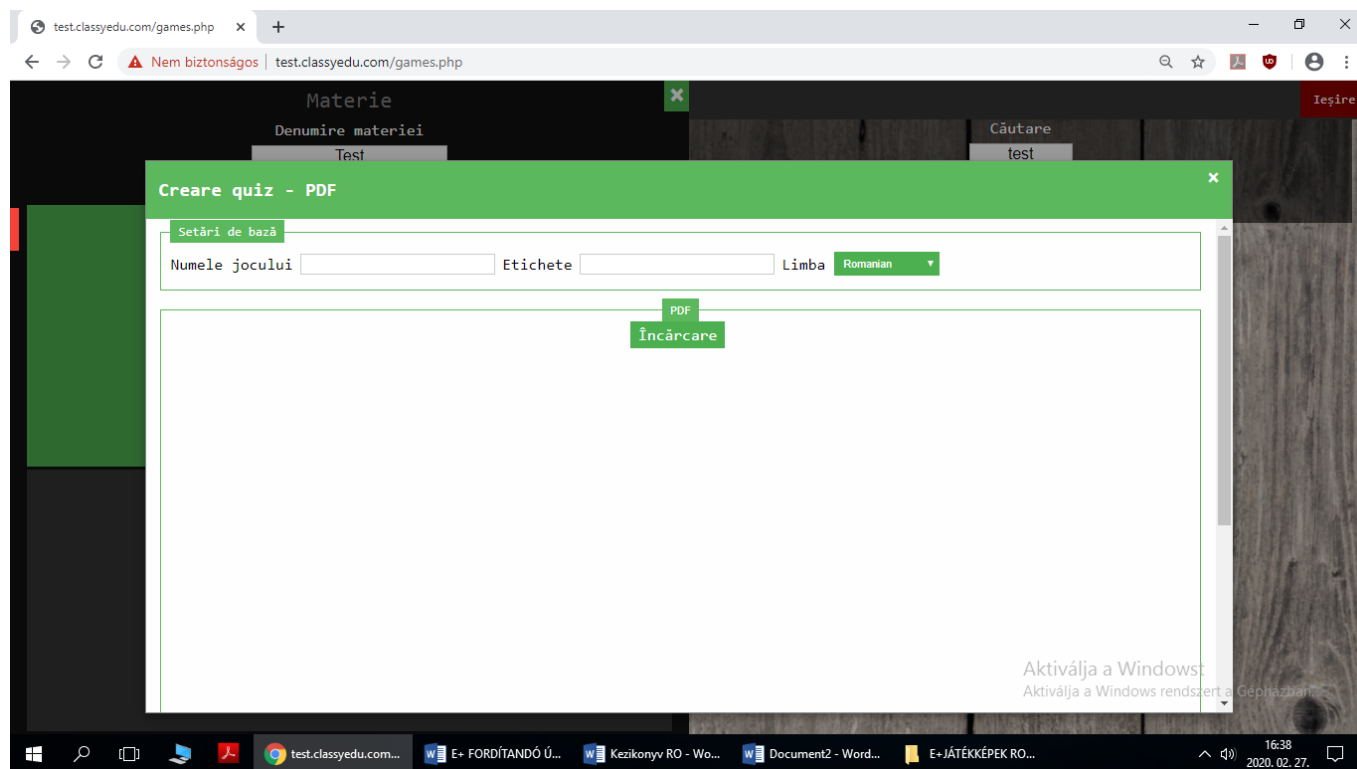 test.classyedu.com/games.php
Nem biztonságos | test.classyedu.com/games.php
Materie
Ieșire
Denumire materiei
Căutare
Test
test
Creare quiz - PDF
Setări de bază
Numele jocului Etichete Limba Romanian
PDF
Încărcare
Aktiválja a Windowst
Aktiválja a Windows rendszert a Gépházban.
test.classyedu.com... E+ FORDÍTANDÓ Ú... Kezikonyv RO - Wo... Document2 - Word... E+JÁTÉKKÉPEK RO...
16:38
2020. 02. 27.